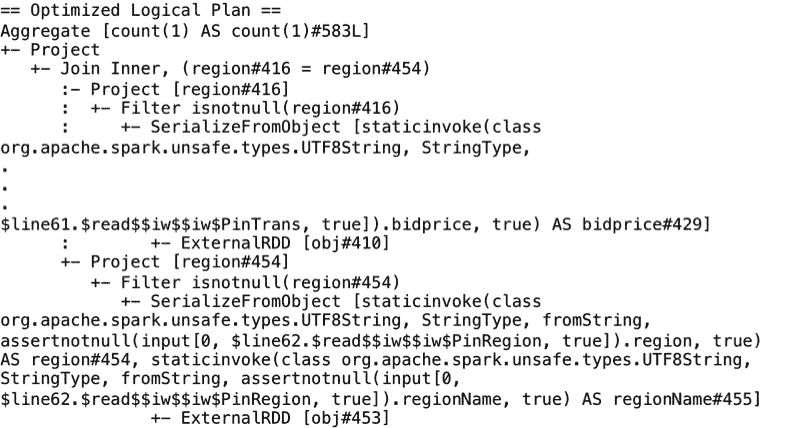 == Optimized Logical Plan ==
Aggregate [count(1) AS count(1)#583L]
+- Project
   +- Join Inner, (region#416 = region#454)
      :- Project [region#416]
      :  +- Filter isnotnull(region#416)
      :     +- SerializeFromObject [staticinvoke(class
org.apache.spark.unsafe.types.UTF8String, StringType,
.
.
.
$line61.$read$$iw$$iw$PinTrans, true]).bidprice, true) AS bidprice#429]
      :        +- ExternalRDD [obj#410]
      +- Project [region#454]
         +- Filter isnotnull(region#454)
            +- SerializeFromObject [staticinvoke(class
org.apache.spark.unsafe.types.UTF8String, StringType, fromString,
assertnotnull(input[0, $line62.$read$$iw$$iw$PinRegion, true]).region, true)
AS region#454, staticinvoke(class org.apache.spark.unsafe.types.UTF8String,
StringType, fromString, assertnotnull(input[0,
$line62.$read$$iw$$iw$PinRegion, true]).regionName, true) AS regionName#455]
               +- ExternalRDD [obj#453]